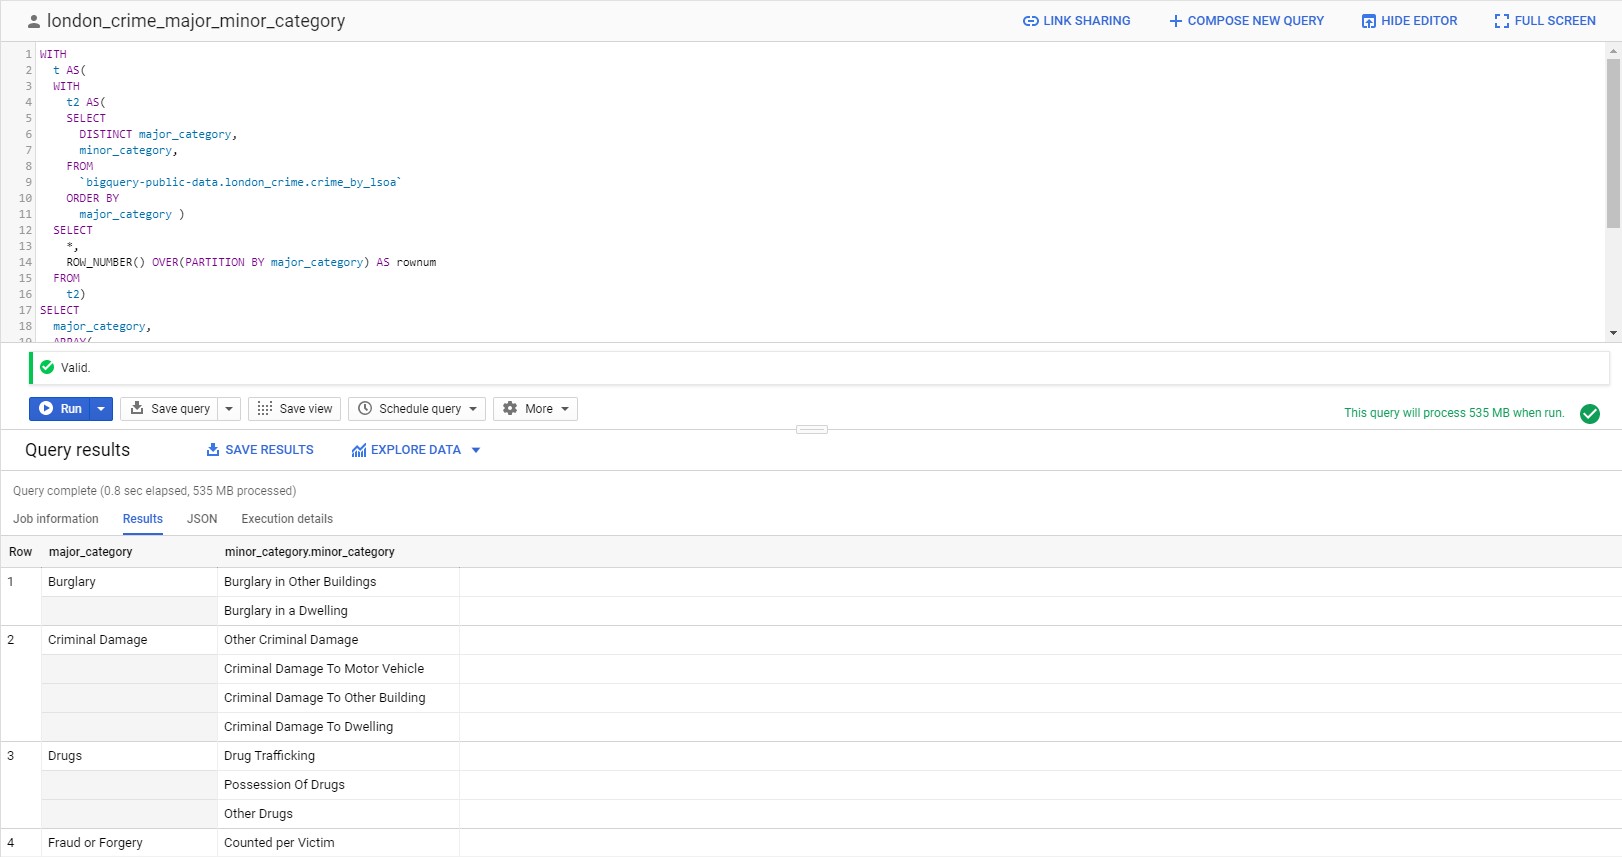 london_crime_major_minor_category
LINK SHARING
COMPOSE NEW QUERY
HIDE EDITOR
FULL SCREEN
1 WITH
2 t AS(
3 WITH
4 t2 AS(
5 SELECT
6 DISTINCT major_category,
7 minor_category,
8 FROM
9 `bigquery-public-data.london_crime.crime_by_lsoa`
10 ORDER BY
11 major_category )
12 SELECT
13 *,
14 ROW_NUMBER() OVER(PARTITION BY major_category) AS rownum
15 FROM
16 t2)
17 SELECT
18 major_category,
19 ARRAY(
Valid.
Run
Save query
Save view
Schedule query
More
This query will process 535 MB when run.
Query results
SAVE RESULTS
EXPLORE DATA
Query complete (0.8 sec elapsed, 535 MB processed)
Job information
Results
JSON
Execution details
Row major_category minor_category.minor_category
1 Burglary Burglary in Other Buildings
Burglary in a Dwelling
2 Criminal Damage Other Criminal Damage
Criminal Damage To Motor Vehicle
Criminal Damage To Other Building
Criminal Damage To Dwelling
3 Drugs Drug Trafficking
Possession Of Drugs
Other Drugs
4 Fraud or Forgery Counted per Victim